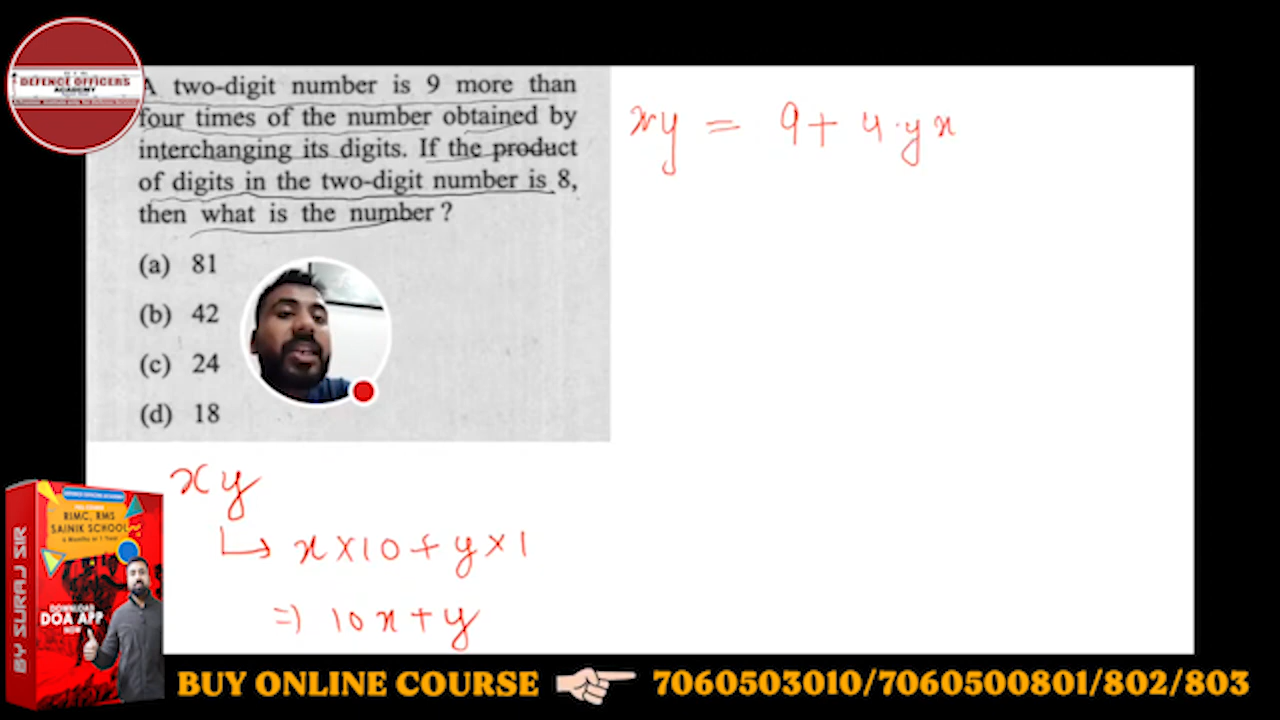 DEFENCE OFFICERS
ACADEMY
A two-digit number is 9 more than
four times of the number obtained by
interchanging its digits. If the product
of digits in the two-digit number is 8,
then what is the number ?
(a) 81
(b) 42
(c) 24
(d) 18
xy = 9 + 4·yx
xy
↳ x×10+y×1
⇒ 10x+y
RIMC, RMS
SAINIK SCHOOL
DOWNLOAD
DOA APP
NOW
BY SURAJ SIR
BUY ONLINE COURSE 7060503010/7060500801/802/803